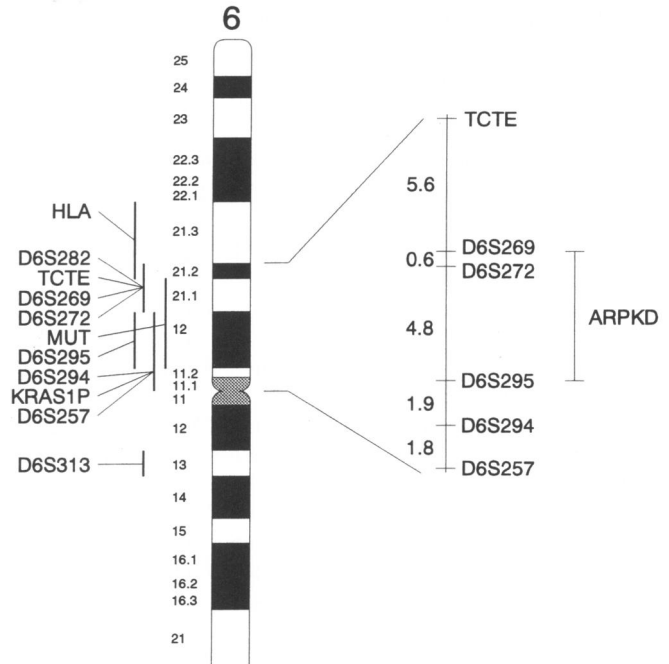 6
25
24
23
22.3
22.2
22.1
21.3
21.2
21.1
12
11.2
11.1
11
12
13
14
15
16.1
16.2
16.3
21
HLA
D6S282
TCTE
D6S269
D6S272
MUT
D6S295
D6S294
KRAS1P
D6S257
D6S313
TCTE
5.6
D6S269
0.6
D6S272
4.8
ARPKD
D6S295
1.9
D6S294
1.8
D6S257